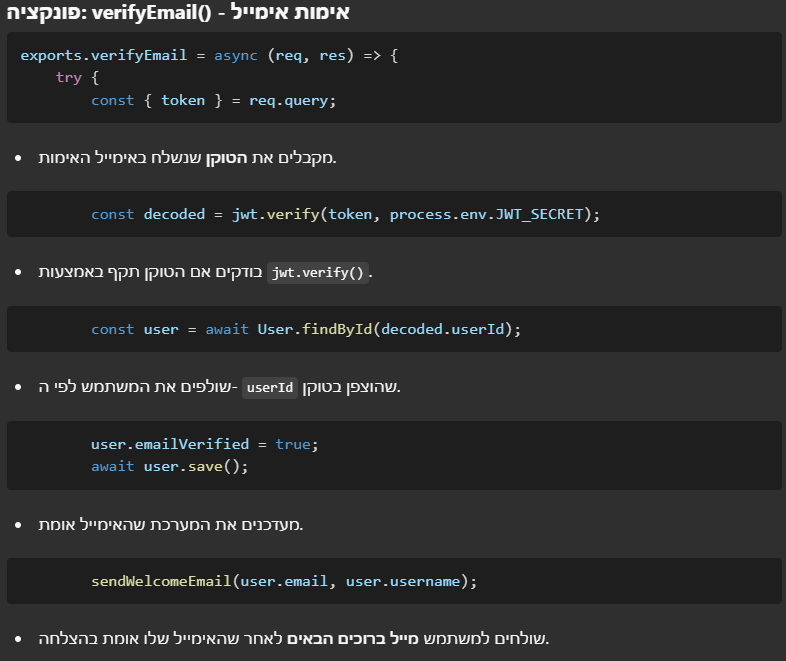 פונקציה: verifyEmail() - אימות אימייל
exports.verifyEmail = async (req, res) => {
    try {
        const { token } = req.query;
• מקבלים את הטוקן שנשלח באימייל האימות.
        const decoded = jwt.verify(token, process.env.JWT_SECRET);
• בודקים אם הטוקן תקף באמצעות jwt.verify().
        const user = await User.findById(decoded.userId);
• שולפים את המשתמש לפי ה- userId שהוצפן בטוקן.
        user.emailVerified = true;
        await user.save();
• מעדכנים את המערכת שהאימייל אומת.
        sendWelcomeEmail(user.email, user.username);
• שולחים למשתמש מייל ברוכים הבאים לאחר שהאימייל שלו אומת בהצלחה.